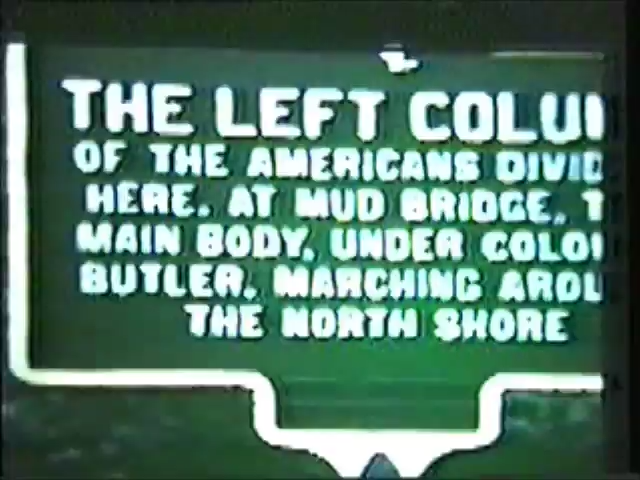 THE LEFT COLU
OF THE AMERICANS DIVID
HERE. AT MUD BRIDGE. T
MAIN BODY. UNDER COLO
BUTLER. MARCHING AROU
THE NORTH SHORE